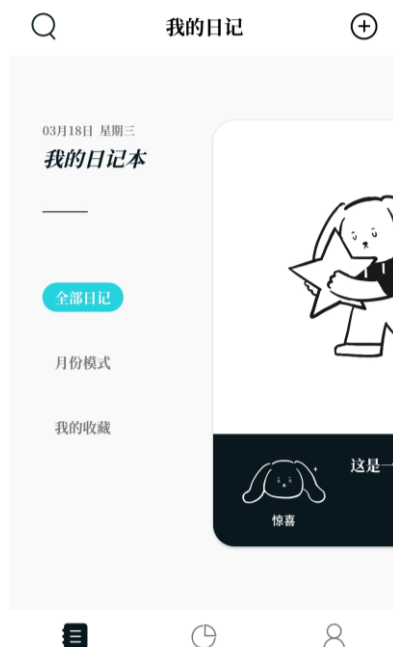 我的日记
03月18日 星期三
我的日记本
全部日记
月份模式
我的收藏
这是一
惊喜